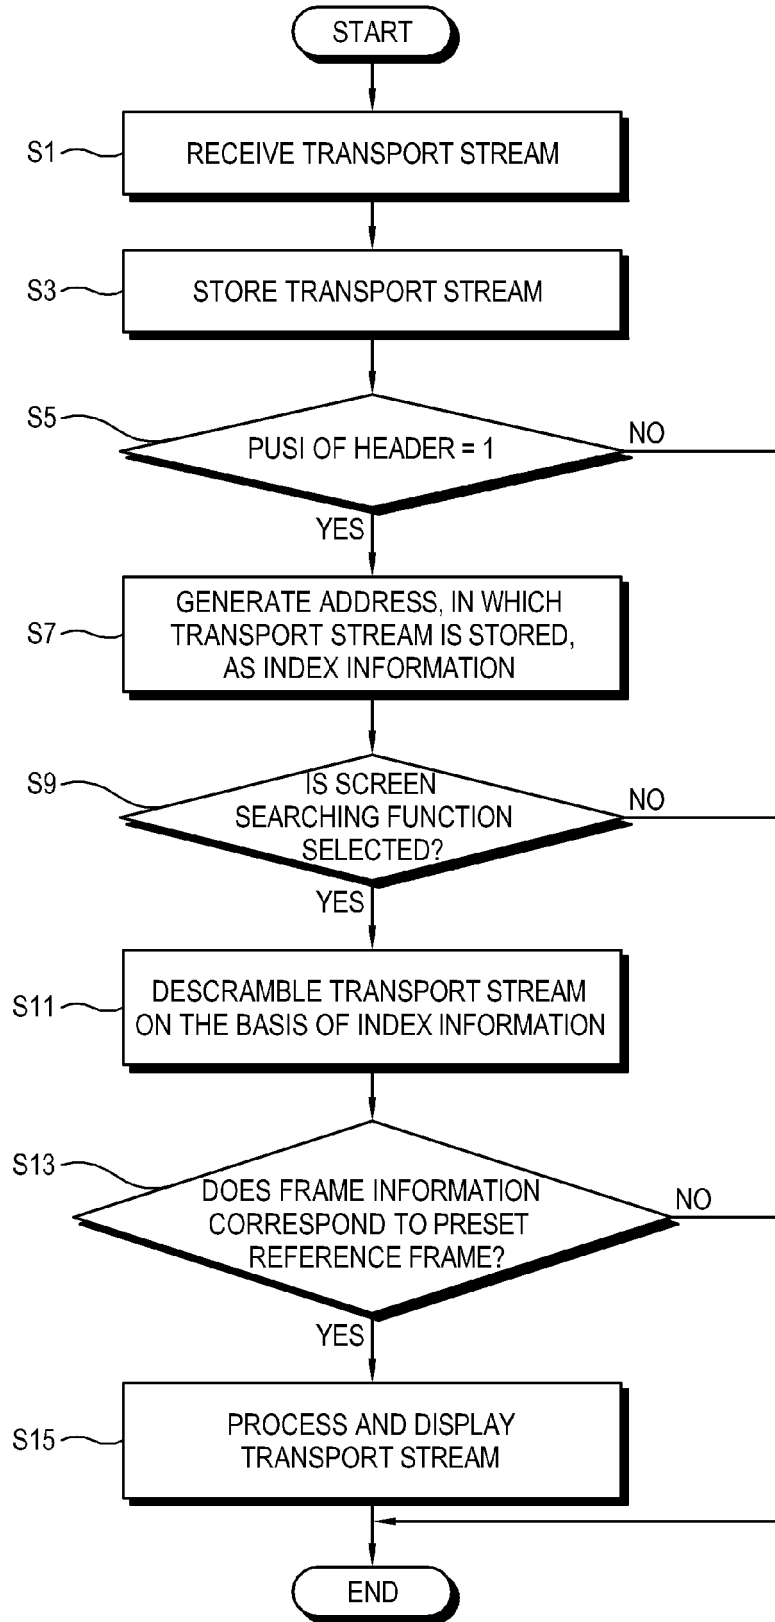 START
S1
RECEIVE TRANSPORT STREAM
S3
STORE TRANSPORT STREAM
S5
PUSI OF HEADER = 1
NO
YES
S7
GENERATE ADDRESS, IN WHICH
TRANSPORT STREAM IS STORED,
AS INDEX INFORMATION
S9
IS SCREEN
SEARCHING FUNCTION
SELECTED?
NO
YES
S11
DESCRAMBLE TRANSPORT STREAM
ON THE BASIS OF INDEX INFORMATION
S13
DOES FRAME INFORMATION
CORRESPOND TO PRESET
REFERENCE FRAME?
NO
YES
S15
PROCESS AND DISPLAY
TRANSPORT STREAM
END